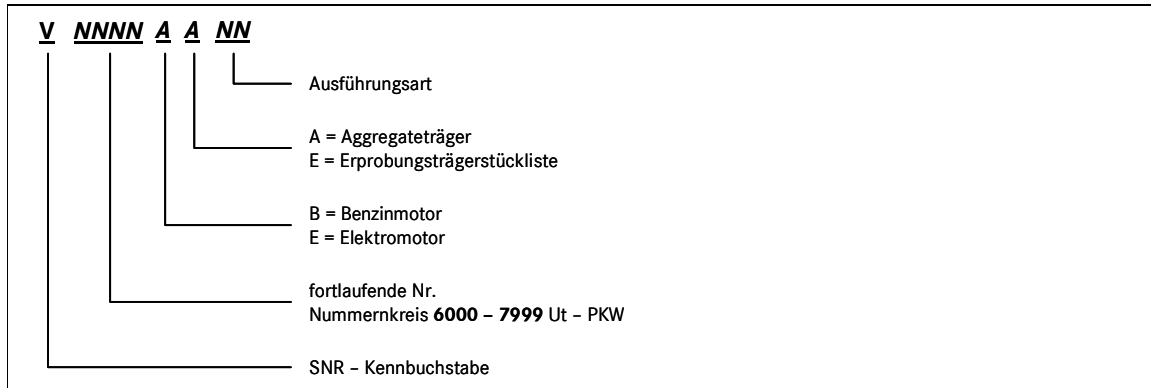 V NNNN A A NN
Ausführungsart
A = Aggregateträger
E = Erprobungsträgerstückliste
B = Benzinmotor
E = Elektromotor
fortlaufende Nr.
Nummernkreis 6000 – 7999 Ut – PKW
SNR – Kennbuchstabe